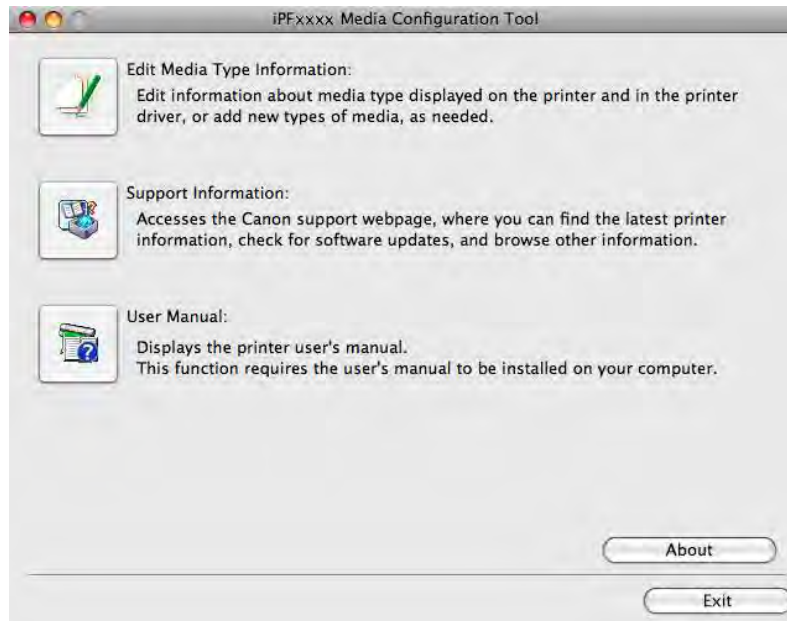 iPFxxxx Media Configuration Tool
Edit Media Type Information:
Edit information about media type displayed on the printer and in the printer
driver, or add new types of media, as needed.
Support Information:
Accesses the Canon support webpage, where you can find the latest printer
information, check for software updates, and browse other information.
User Manual:
Displays the printer user's manual.
This function requires the user's manual to be installed on your computer.
About
Exit